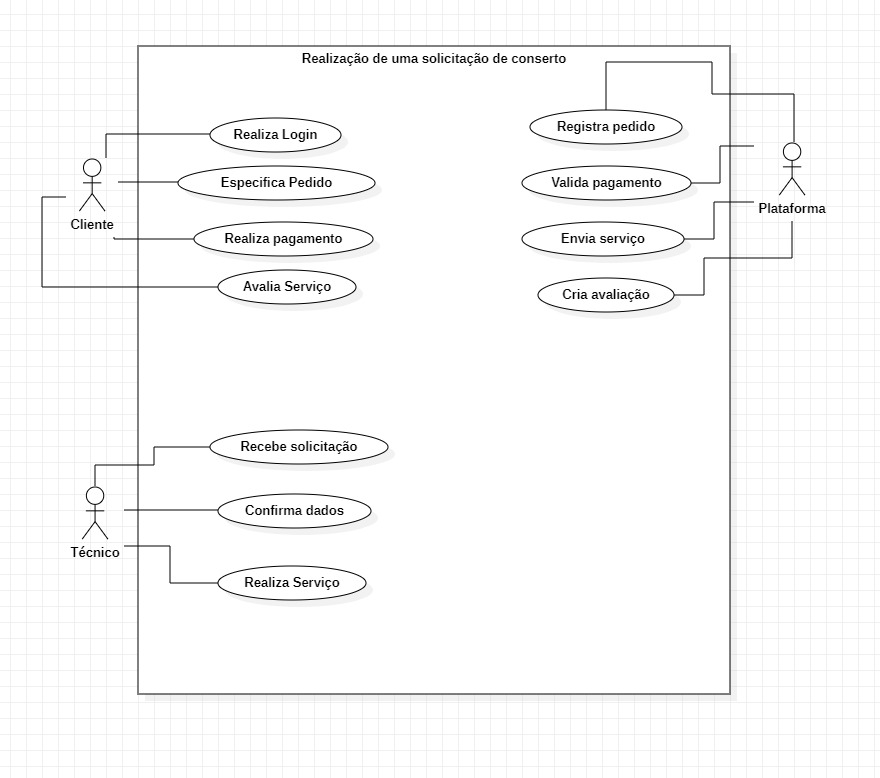 Realização de uma solicitação de conserto
Realiza Login
Especifica Pedido
Realiza pagamento
Avalia Serviço
Cliente
Registra pedido
Valida pagamento
Envia serviço
Cria avaliação
Plataforma
Recebe solicitação
Confirma dados
Realiza Serviço
Técnico